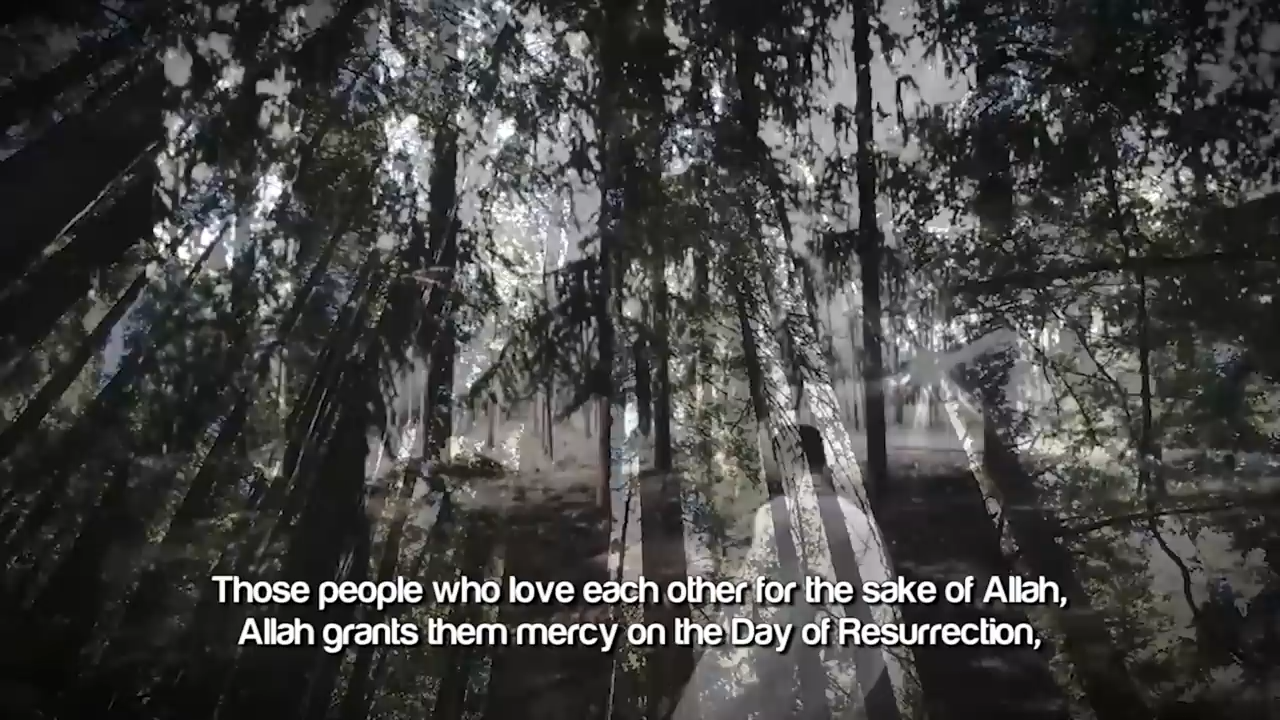 Those people who love each other for the sake of Allah,
Allah grants them mercy on the Day of Resurrection,